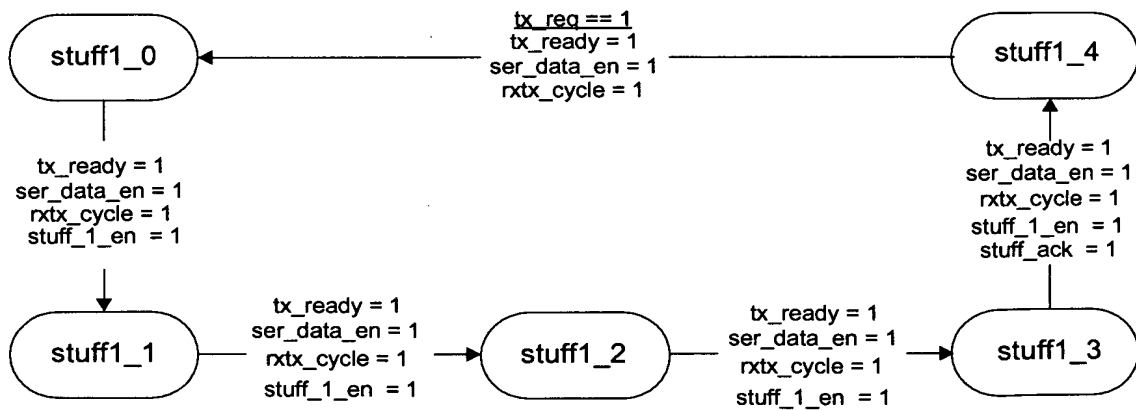 stuff1_0
tx_req == 1
tx_ready = 1
ser_data_en = 1
rxtx_cycle = 1
stuff1_4
tx_ready = 1
ser_data_en = 1
rxtx_cycle = 1
stuff_1_en = 1
tx_ready = 1
ser_data_en = 1
rxtx_cycle = 1
stuff_1_en = 1
stuff_ack = 1
stuff1_1
tx_ready = 1
ser_data_en = 1
rxtx_cycle = 1
stuff_1_en = 1
stuff1_2
tx_ready = 1
ser_data_en = 1
rxtx_cycle = 1
stuff_1_en = 1
stuff1_3